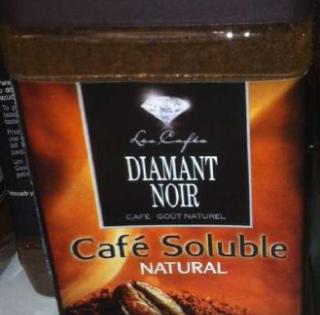 Les Cafés
DIAMANT
NOIR
CAFÉ GOÛT NATUREL
Café Soluble
NATURAL